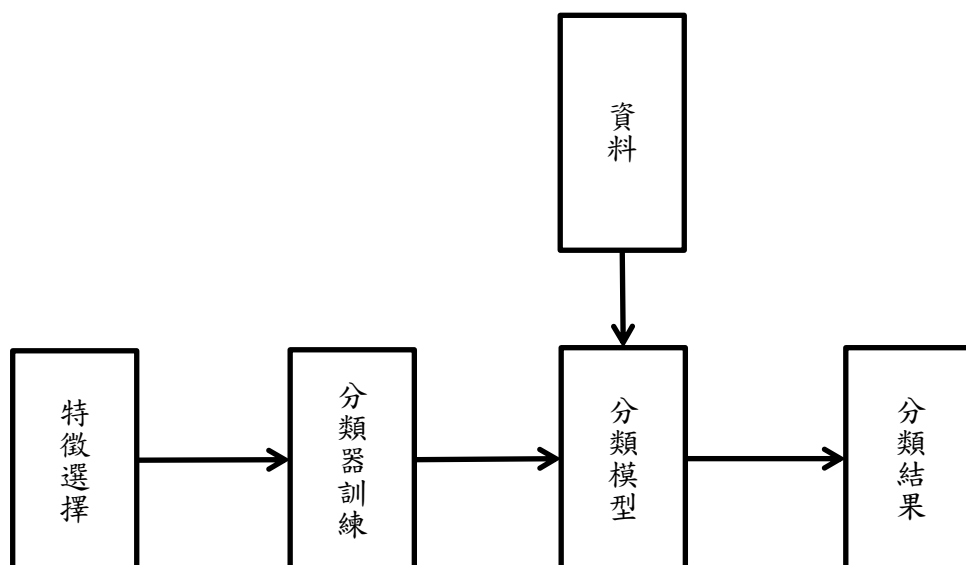 資料
特徵選擇
分類器訓練
分類模型
分類結果